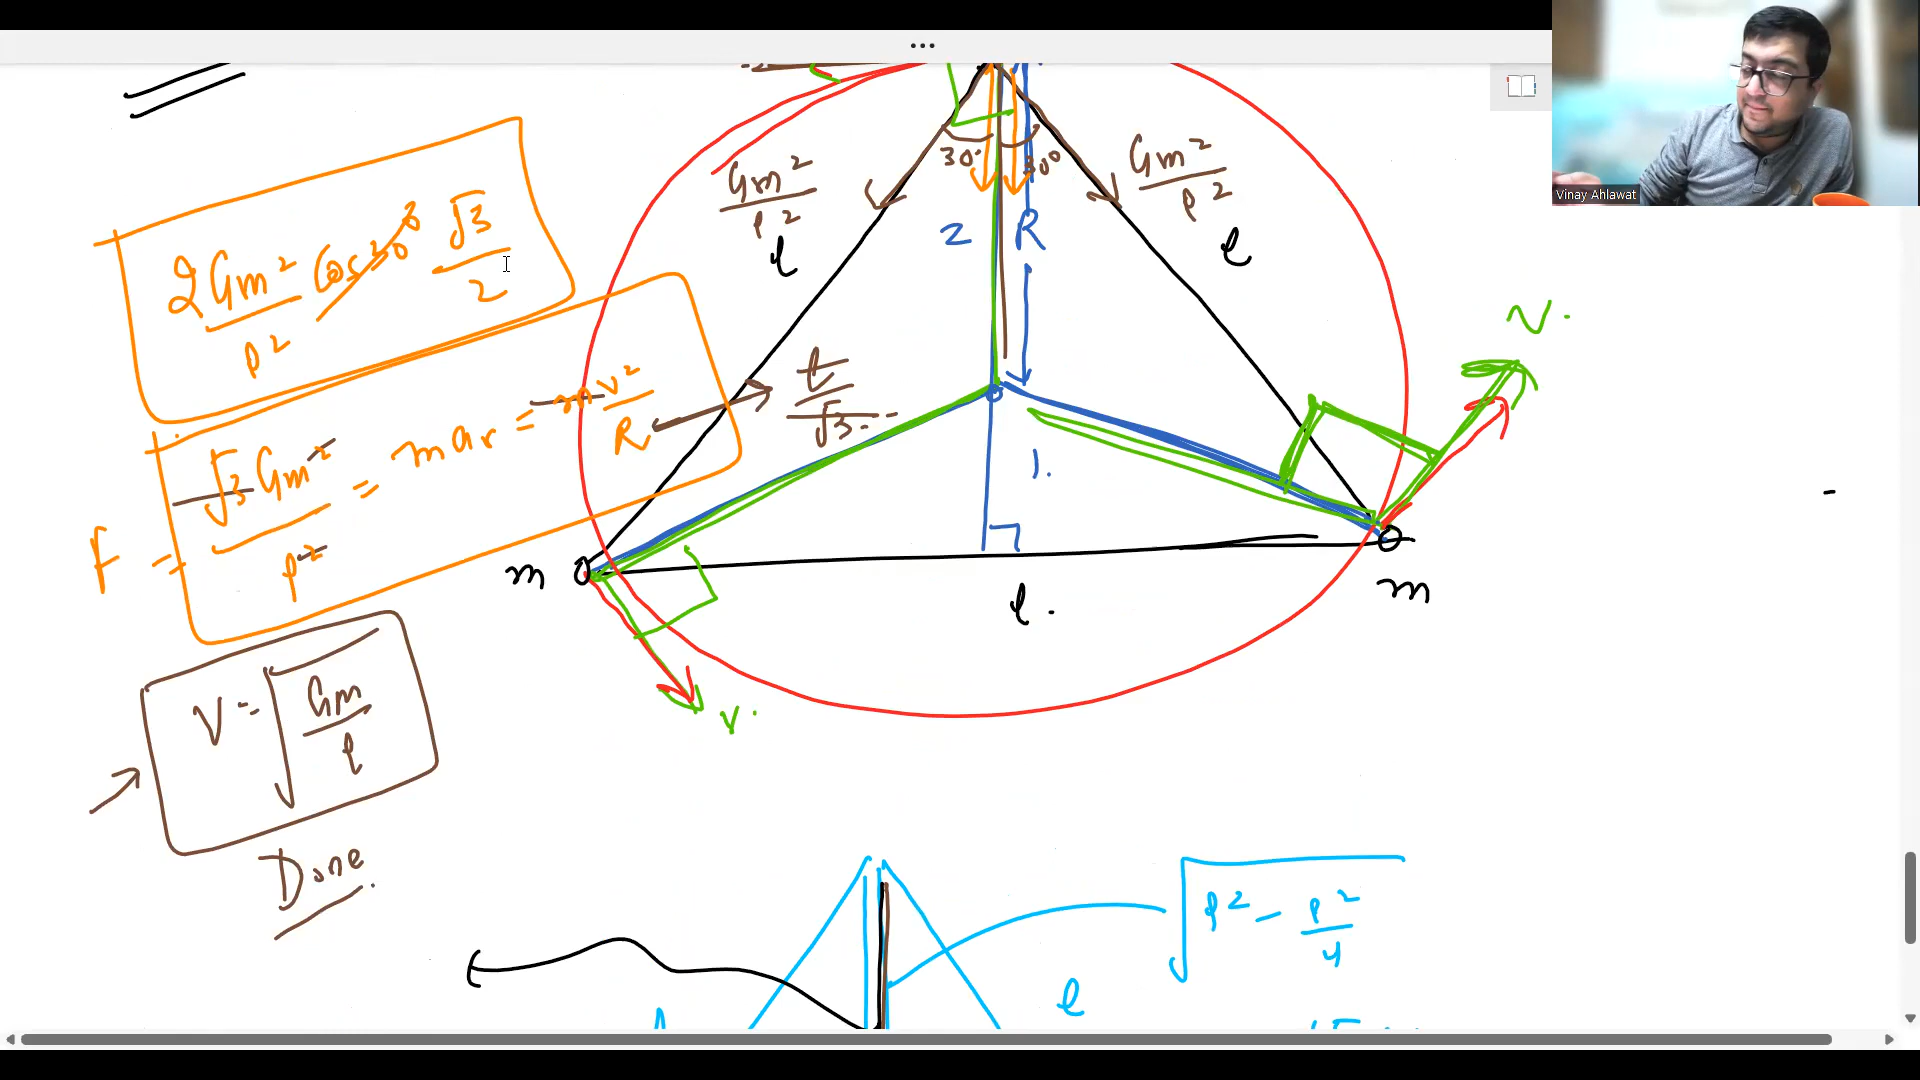 Vinay Ahlawat
30°
30°
Gm²/l²
Gm²/l²
2 R
l
l
2Gm²/l² Cos30° √3/2
V.
l/√3
F = √3Gm²/l² = mar = mv²/R
1.
m
m
l.
V = √Gm/l
V.
Done.
√l² - l²/4
l